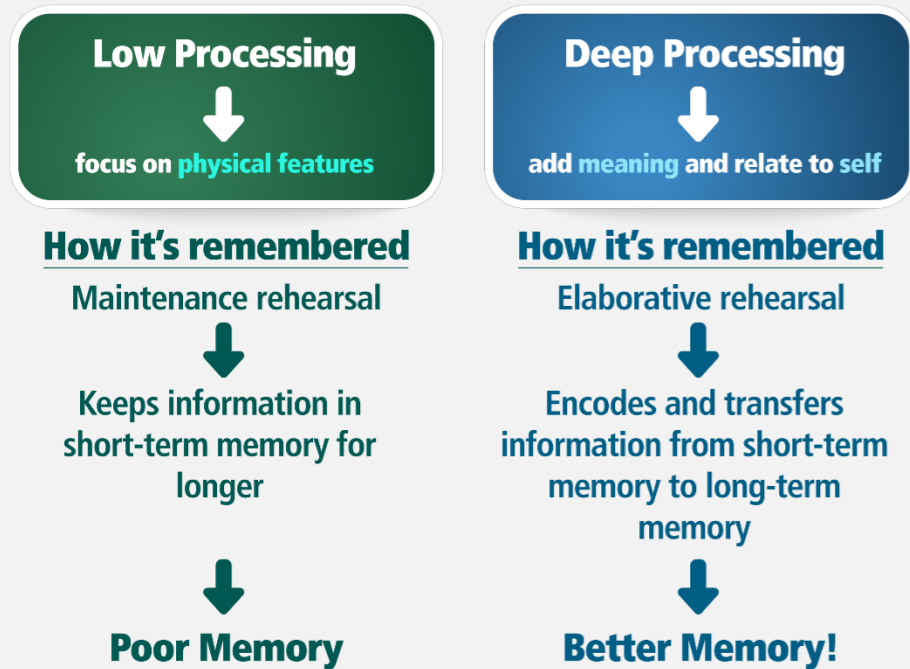 Low Processing
focus on physical features
How it's remembered
Maintenance rehearsal
Keeps information in
short-term memory for
longer
Poor Memory
Deep Processing
add meaning and relate to self
How it's remembered
Elaborative rehearsal
Encodes and transfers
information from short-term
memory to long-term
memory
Better Memory!